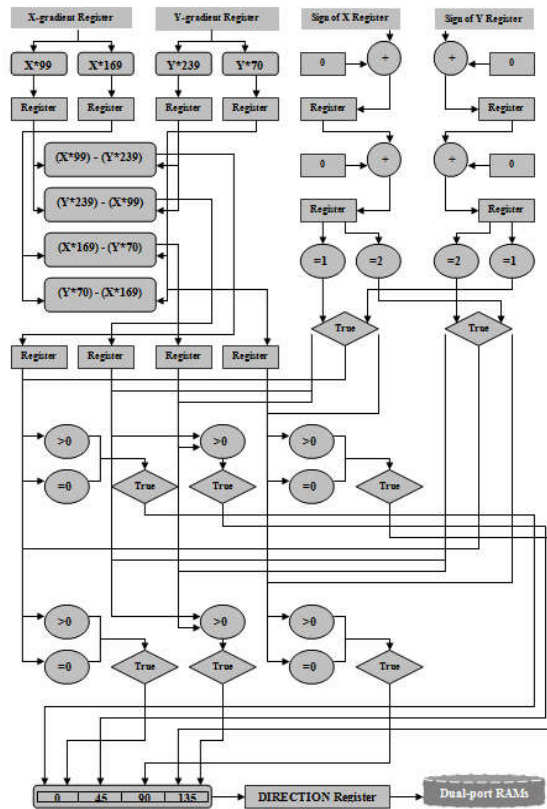 X-gradient Register Y-gradient Register Sign of X Register Sign of Y Register
X*99 X*169 Y*239 Y*70 0 + + 0
Register Register Register Register Register Register
(X*99) - (Y*239) 0 + + 0
(Y*239) - (X*99) Register Register
(X*169) - (Y*70) =1 =2 =2 =1
(Y*70) - (X*169)
True True
Register Register Register Register
>0 >0 >0
=0 True True =0 True
>0 >0 >0
=0 True True =0 True
0 45 90 135 DIRECTION Register Dual-port RAMs